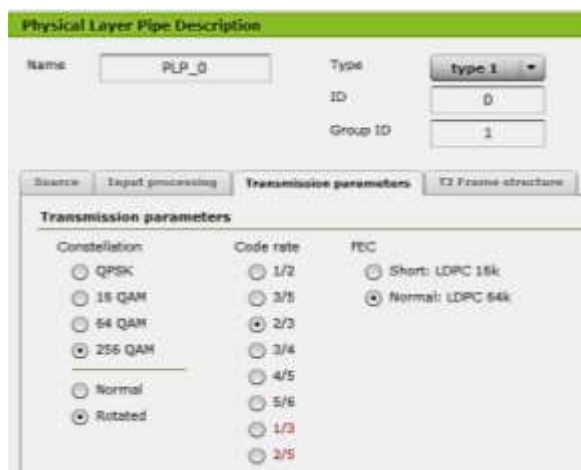 Physical Layer Pipe Description
Name PLP_0 Type type 1
ID 0
Group ID 1
Source Input processing Transmission parameters T2 Frame structure
Transmission parameters
Constellation Code rate FEC
QPSK 1/2 Short: LDPC 16k
16 QAM 3/5 Normal: LDPC 64k
64 QAM 2/3
256 QAM 3/4
4/5
Normal 5/6
Rotated 1/3
2/5